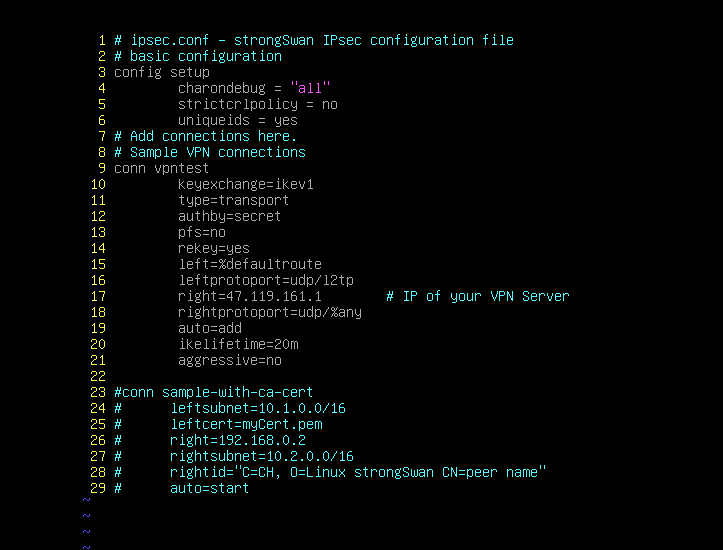 1 # ipsec.conf - strongSwan IPsec configuration file
2 # basic configuration
3 config setup
4         charondebug = "all"
5         strictcrlpolicy = no
6         uniqueids = yes
7 # Add connections here.
8 # Sample VPN connections
9 conn vpntest
10         keyexchange=ikev1
11         type=transport
12         authby=secret
13         pfs=no
14         rekey=yes
15         left=%defaultroute
16         leftprotoport=udp/l2tp
17         right=47.119.161.1        # IP of your VPN Server
18         rightprotoport=udp/%any
19         auto=add
20         ikelifetime=20m
21         aggressive=no
22
23 #conn sample-with-ca-cert
24 #      leftsubnet=10.1.0.0/16
25 #      leftcert=myCert.pem
26 #      right=192.168.0.2
27 #      rightsubnet=10.2.0.0/16
28 #      rightid="C=CH, O=Linux strongSwan CN=peer name"
29 #      auto=start
~
~
~
~